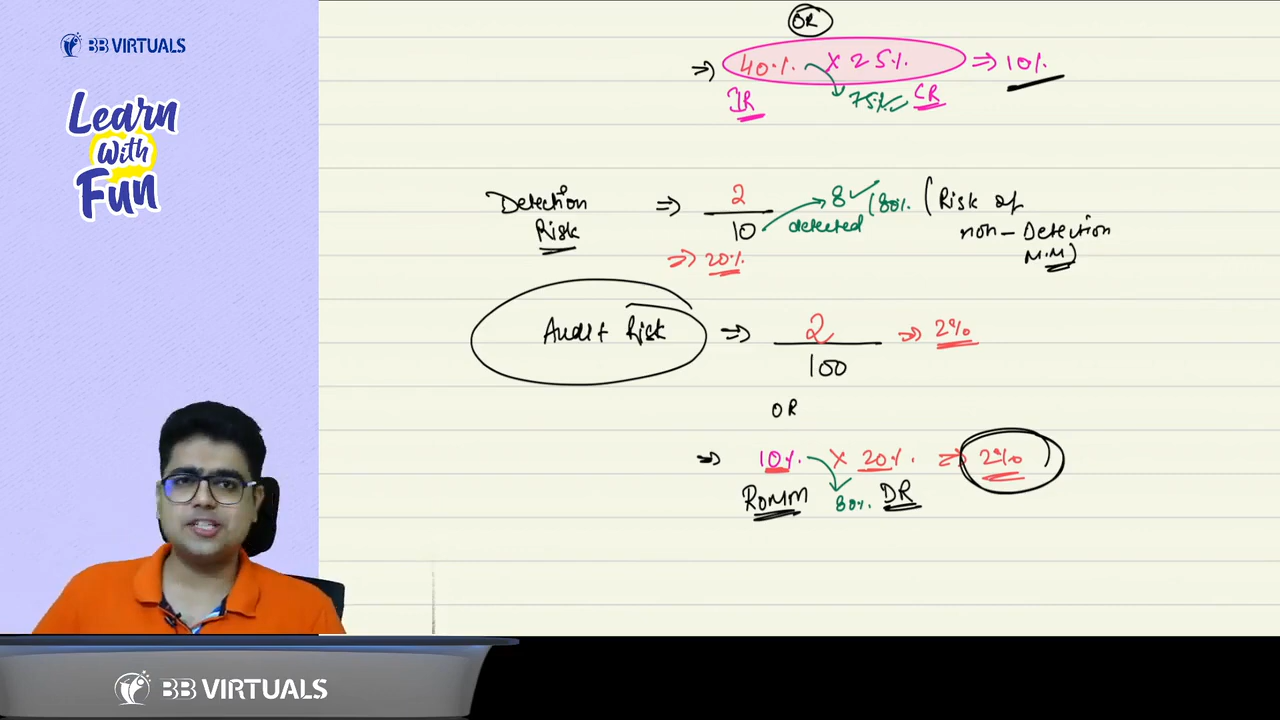 BB VIRTUALS
Learn
with
Fun
OR
⇒ 40% × 25% ⇒ 10%
IR 75% CR
Detection Risk ⇒ 2/10 → 8 (80%) (Risk of
detected non-Detection
⇒ 20% M.M)
Audit Risk ⇒ 2/100 ⇒ 2%
OR
⇒ 10% × 20% ⇒ 2%
ROMM 80% DR
BB VIRTUALS